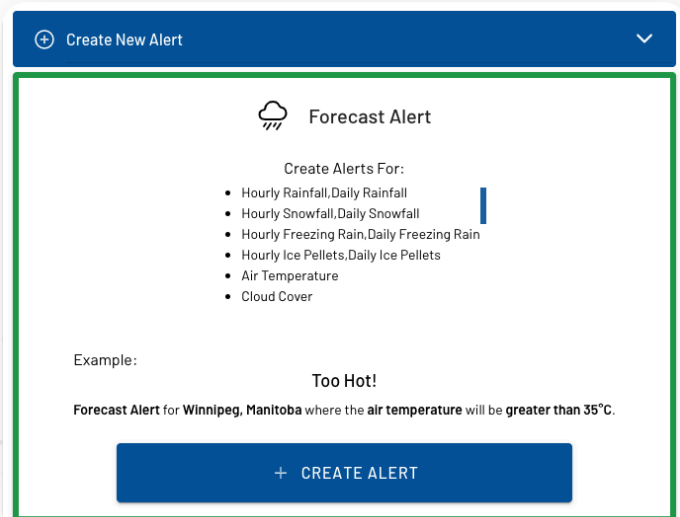 Create New Alert
Forecast Alert
Create Alerts For:
Hourly Rainfall,Daily Rainfall
Hourly Snowfall,Daily Snowfall
Hourly Freezing Rain,Daily Freezing Rain
Hourly Ice Pellets,Daily Ice Pellets
Air Temperature
Cloud Cover
Example:
Too Hot!
Forecast Alert for Winnipeg, Manitoba where the air temperature will be greater than 35°C.
+ CREATE ALERT